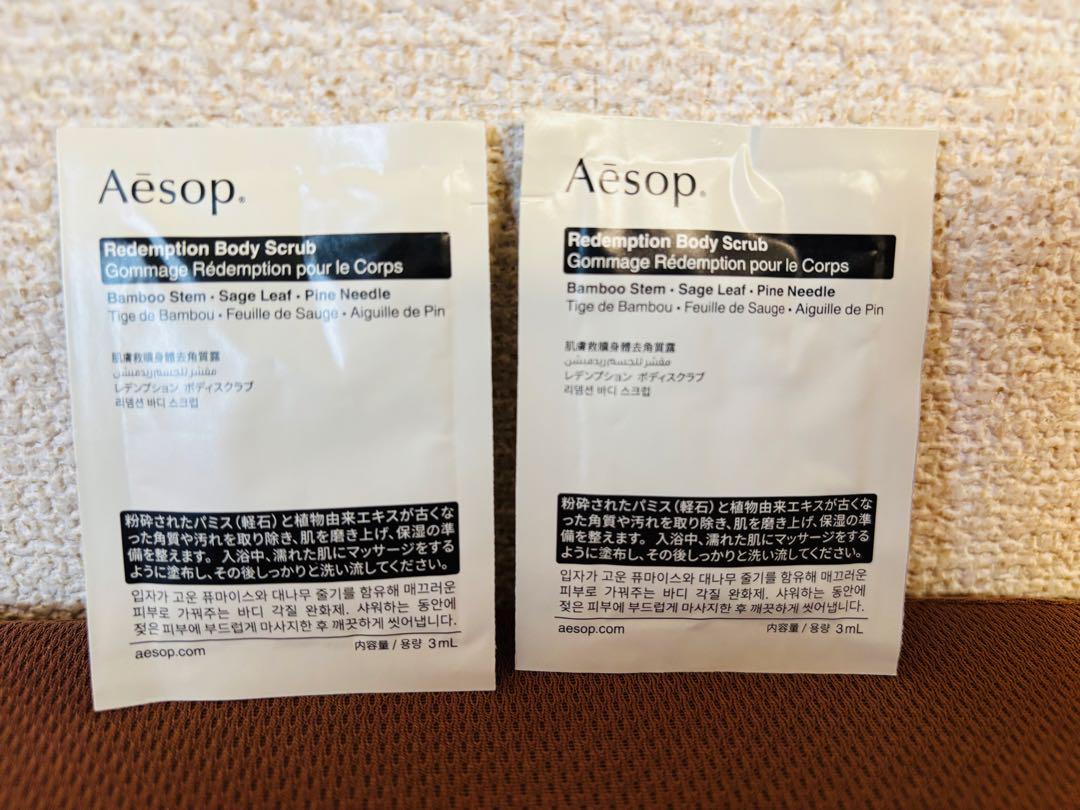 Aēsop®
Redemption Body Scrub
Gommage Rédemption pour le Corps
Bamboo Stem • Sage Leaf • Pine Needle
Tige de Bambou • Feuille de Sauge • Aiguille de Pin
肌膚救贖身體去角質露
مقشر للجسم ريدمبشن
レデンプション ボディスクラブ
리뎀션 바디 스크럽
粉砕されたパミス（軽石）と植物由来エキスが古くな
った角質や汚れを取り除き、肌を磨き上げ、保湿の準
備を整えます。 入浴中、濡れた肌にマッサージをする
ように塗布し、その後しっかりと洗い流してください。
입자가 고운 퓨마이스와 대나무 줄기를 함유해 매끄러운
피부로 가꿔주는 바디 각질 완화제. 샤워하는 동안에
젖은 피부에 부드럽게 마사지한 후 깨끗하게 씻어냅니다.
aesop.com
内容量 / 용량 3 mL
Aēsop®
Redemption Body Scrub
Gommage Rédemption pour le Corps
Bamboo Stem • Sage Leaf • Pine Needle
Tige de Bambou • Feuille de Sauge • Aiguille de Pin
肌膚救贖身體去角質露
مقشر للجسم ريدمبشن
レデンプション ボディスクラブ
리뎀션 바디 스크럽
粉砕されたパミス（軽石）と植物由来エキスが古くな
った角質や汚れを取り除き、肌を磨き上げ、保湿の準
備を整えます。 入浴中、濡れた肌にマッサージをする
ように塗布し、その後しっかりと洗い流してください。
입자가 고운 퓨마이스와 대나무 줄기를 함유해 매끄러운
피부로 가꿔주는 바디 각질 완화제. 샤워하는 동안에
젖은 피부에 부드럽게 마사지한 후 깨끗하게 씻어냅니다.
aesop.com
内容量 / 용량 3 mL